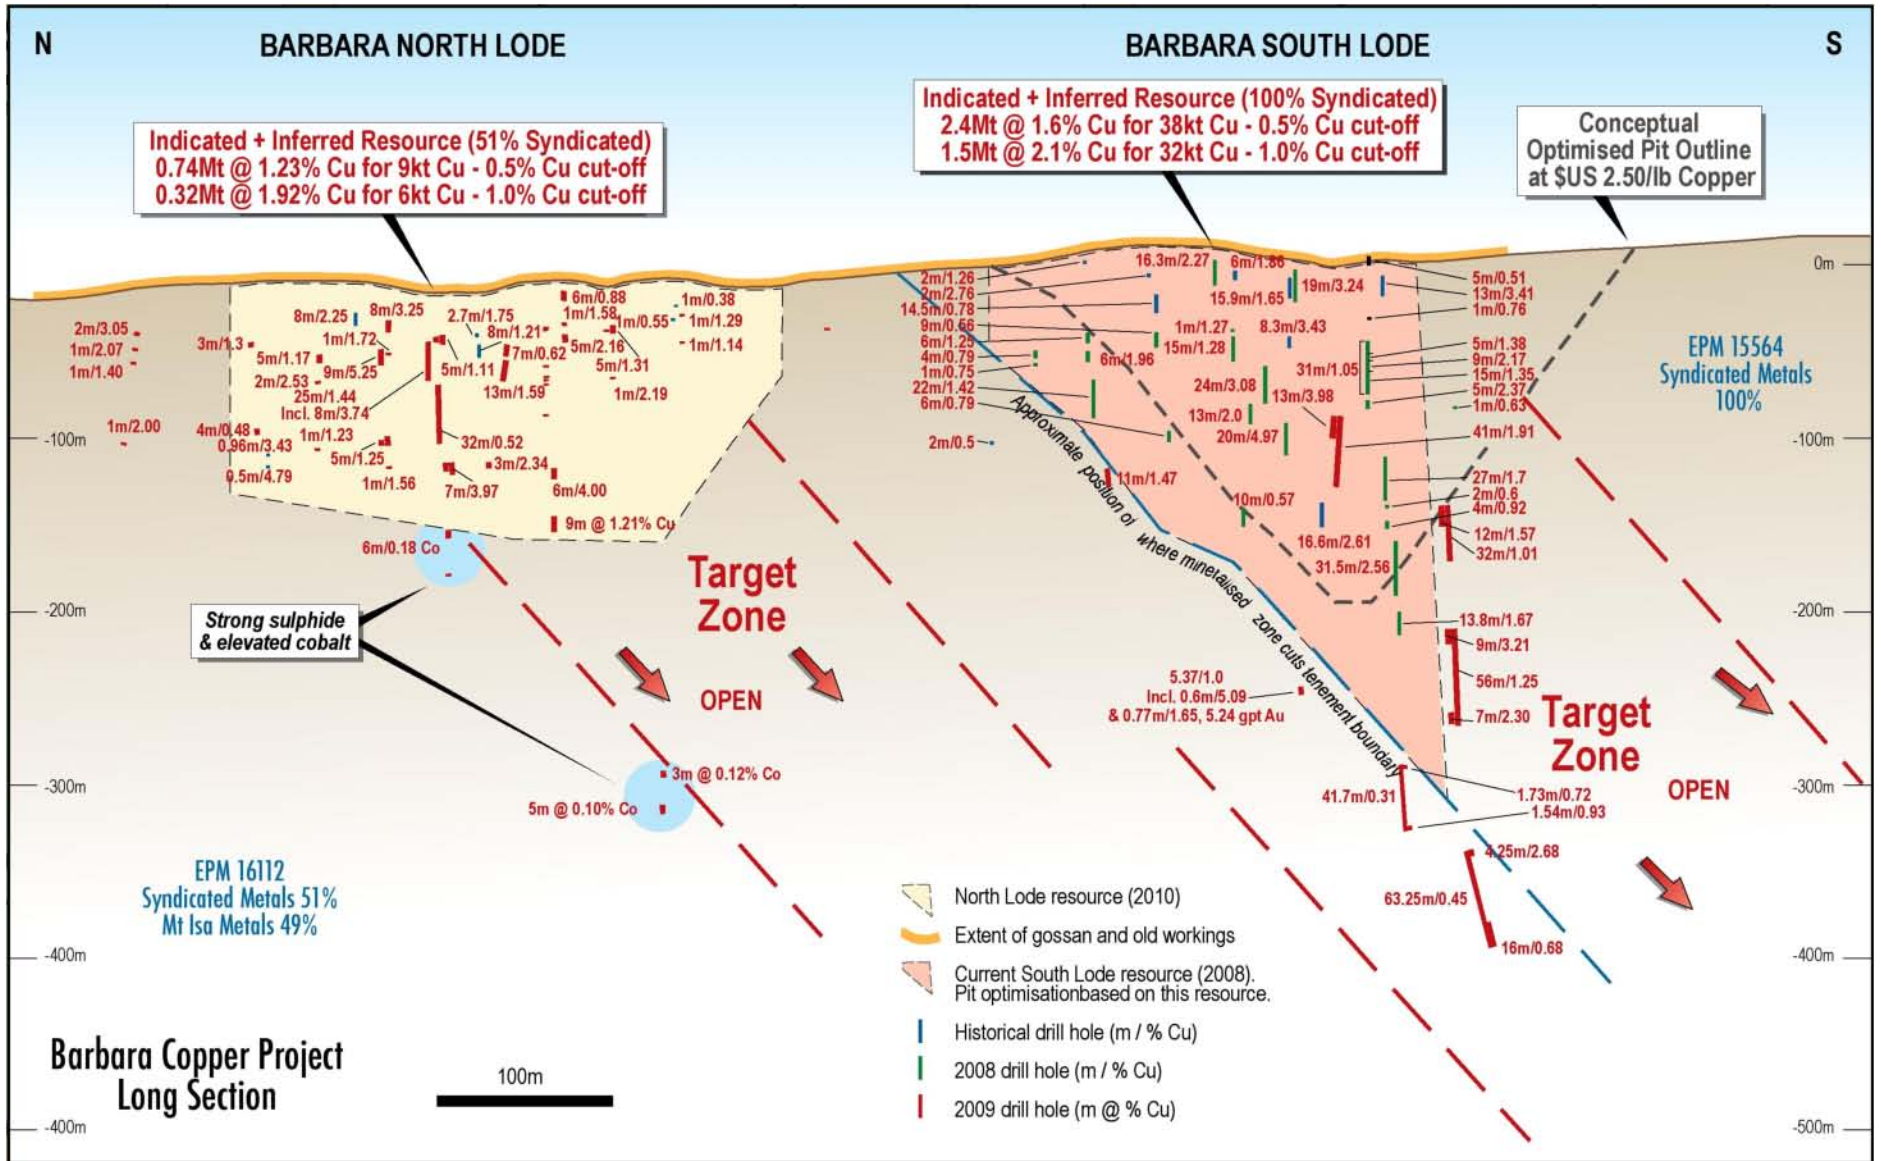 N
BARBARA NORTH LODE
BARBARA SOUTH LODE
S
Indicated + Inferred Resource (51% Syndicated)
0.74Mt @ 1.23% Cu for 9kt Cu - 0.5% Cu cut-off
0.32Mt @ 1.92% Cu for 6kt Cu - 1.0% Cu cut-off
Indicated + Inferred Resource (100% Syndicated)
2.4Mt @ 1.6% Cu for 38kt Cu - 0.5% Cu cut-off
1.5Mt @ 2.1% Cu for 32kt Cu - 1.0% Cu cut-off
Conceptual
Optimised Pit Outline
at $US 2.50/lb Copper
2m/3.05
1m/2.07
1m/1.40
1m/2.00
3m/1.3
8m/2.25
8m/3.25
1m/1.72
5m/1.17
9m/5.25
2m/2.53
25m/1.44
Incl. 8m/3.74
2.7m/1.75
8m/1.21
5m/1.11
7m/0.62
13m/1.59
6m/0.88
1m/1.58
1m/0.55
5m/2.16
5m/1.31
1m/2.19
1m/0.38
1m/1.29
1m/1.14
4m/0.48
0.96m/3.43
0.5m/4.79
1m/1.23
5m/1.25
1m/1.56
32m/0.52
3m/2.34
7m/3.97
6m/4.00
9m @ 1.21% Cu
6m/0.18 Co
Strong sulphide
& elevated cobalt
Target
Zone
OPEN
3m @ 0.12% Co
5m @ 0.10% Co
EPM 16112
Syndicated Metals 51%
Mt Isa Metals 49%
-100m
-200m
-300m
-400m
-400m
2m/1.26
2m/2.76
14.5m/0.78
9m/0.66
6m/1.25
4m/0.79
1m/0.75
22m/1.42
6m/0.79
2m/0.5
16.3m/2.27
6m/1.86
15.9m/1.65
19m/3.24
1m/1.27
8.3m/3.43
15m/1.28
6m/1.96
31m/1.05
24m/3.08
13m/3.98
13m/2.0
20m/4.97
11m/1.47
10m/0.57
16.6m/2.61
31.5m/2.56
5m/0.51
13m/3.41
1m/0.76
5m/1.38
9m/2.17
15m/1.35
5m/2.37
1m/0.63
41m/1.91
27m/1.7
2m/0.6
4m/0.92
12m/1.57
32m/1.01
13.8m/1.67
9m/3.21
56m/1.25
7m/2.30
Approximate position of where mineralised zone cuts tenement boundary
5.37/1.0
Incl. 0.6m/5.09
& 0.77m/1.65, 5.24 gpt Au
41.7m/0.31
1.73m/0.72
1.54m/0.93
4.25m/2.68
63.25m/0.45
16m/0.68
Target
Zone
OPEN
EPM 15564
Syndicated Metals
100%
0m
-100m
-200m
-300m
-400m
-500m
North Lode resource (2010)
Extent of gossan and old workings
Current South Lode resource (2008).
Pit optimisationbased on this resource.
Historical drill hole (m / % Cu)
2008 drill hole (m / % Cu)
2009 drill hole (m @ % Cu)
Barbara Copper Project
Long Section
100m